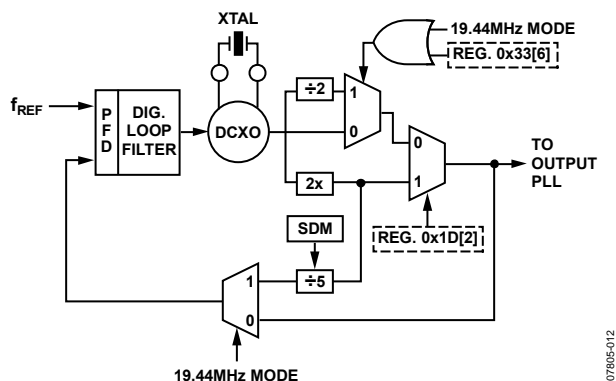 XTAL
19.44MHz MODE
REG. 0x33[6]
fREF
P
F
D
DIG.
LOOP
FILTER
DCXO
÷2
1
0
2x
0
1
TO
OUTPUT
PLL
REG. 0x1D[2]
SDM
÷5
1
0
19.44MHz MODE
07805-012